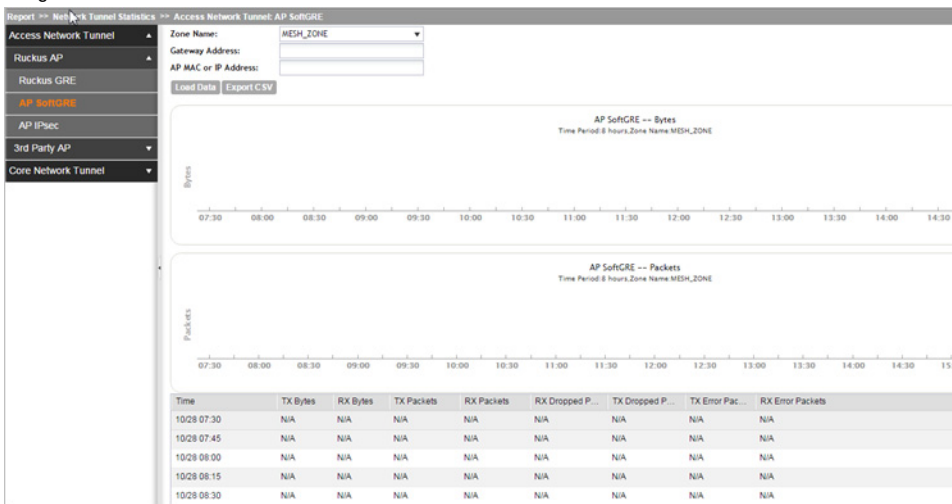 Report >> Network Tunnel Statistics >> Access Network Tunnel: AP SoftGRE
Access Network Tunnel
Ruckus AP
Ruckus GRE
AP SoftGRE
AP IPsec
3rd Party AP
Core Network Tunnel
Zone Name: MESH_ZONE
Gateway Address:
AP MAC or IP Address:
Load Data Export CSV
AP SoftGRE -- Bytes
Time Period:8 hours,Zone Name:MESH_ZONE
Bytes
07:30 08:00 08:30 09:00 09:30 10:00 10:30 11:00 11:30 12:00 12:30 13:00 13:30 14:00 14:30
AP SoftGRE -- Packets
Time Period:8 hours,Zone Name:MESH_ZONE
Packets
07:30 08:00 08:30 09:00 09:30 10:00 10:30 11:00 11:30 12:00 12:30 13:00 13:30 14:00 14:30 15
Time TX Bytes RX Bytes TX Packets RX Packets RX Dropped P... TX Dropped P... TX Error Pac... RX Error Packets
10/28 07:30 N/A N/A N/A N/A N/A N/A N/A N/A
10/28 07:45 N/A N/A N/A N/A N/A N/A N/A N/A
10/28 08:00 N/A N/A N/A N/A N/A N/A N/A N/A
10/28 08:15 N/A N/A N/A N/A N/A N/A N/A N/A
10/28 08:30 N/A N/A N/A N/A N/A N/A N/A N/A